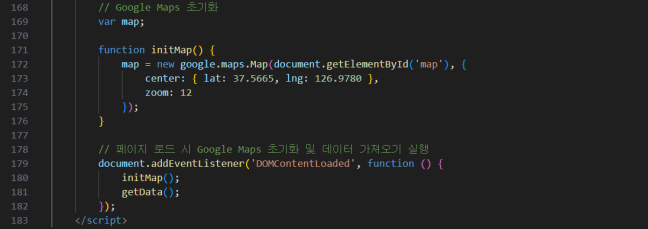 168
        // Google Maps 초기화
169     var map;
170
171     function initMap() {
172         map = new google.maps.Map(document.getElementById('map'), {
173             center: { lat: 37.5665, lng: 126.9780 },
174             zoom: 12
175         });
176     }
177
178     // 페이지 로드 시 Google Maps 초기화 및 데이터 가져오기 실행
179     document.addEventListener('DOMContentLoaded', function () {
180         initMap();
181         getData();
182     });
183 </script>